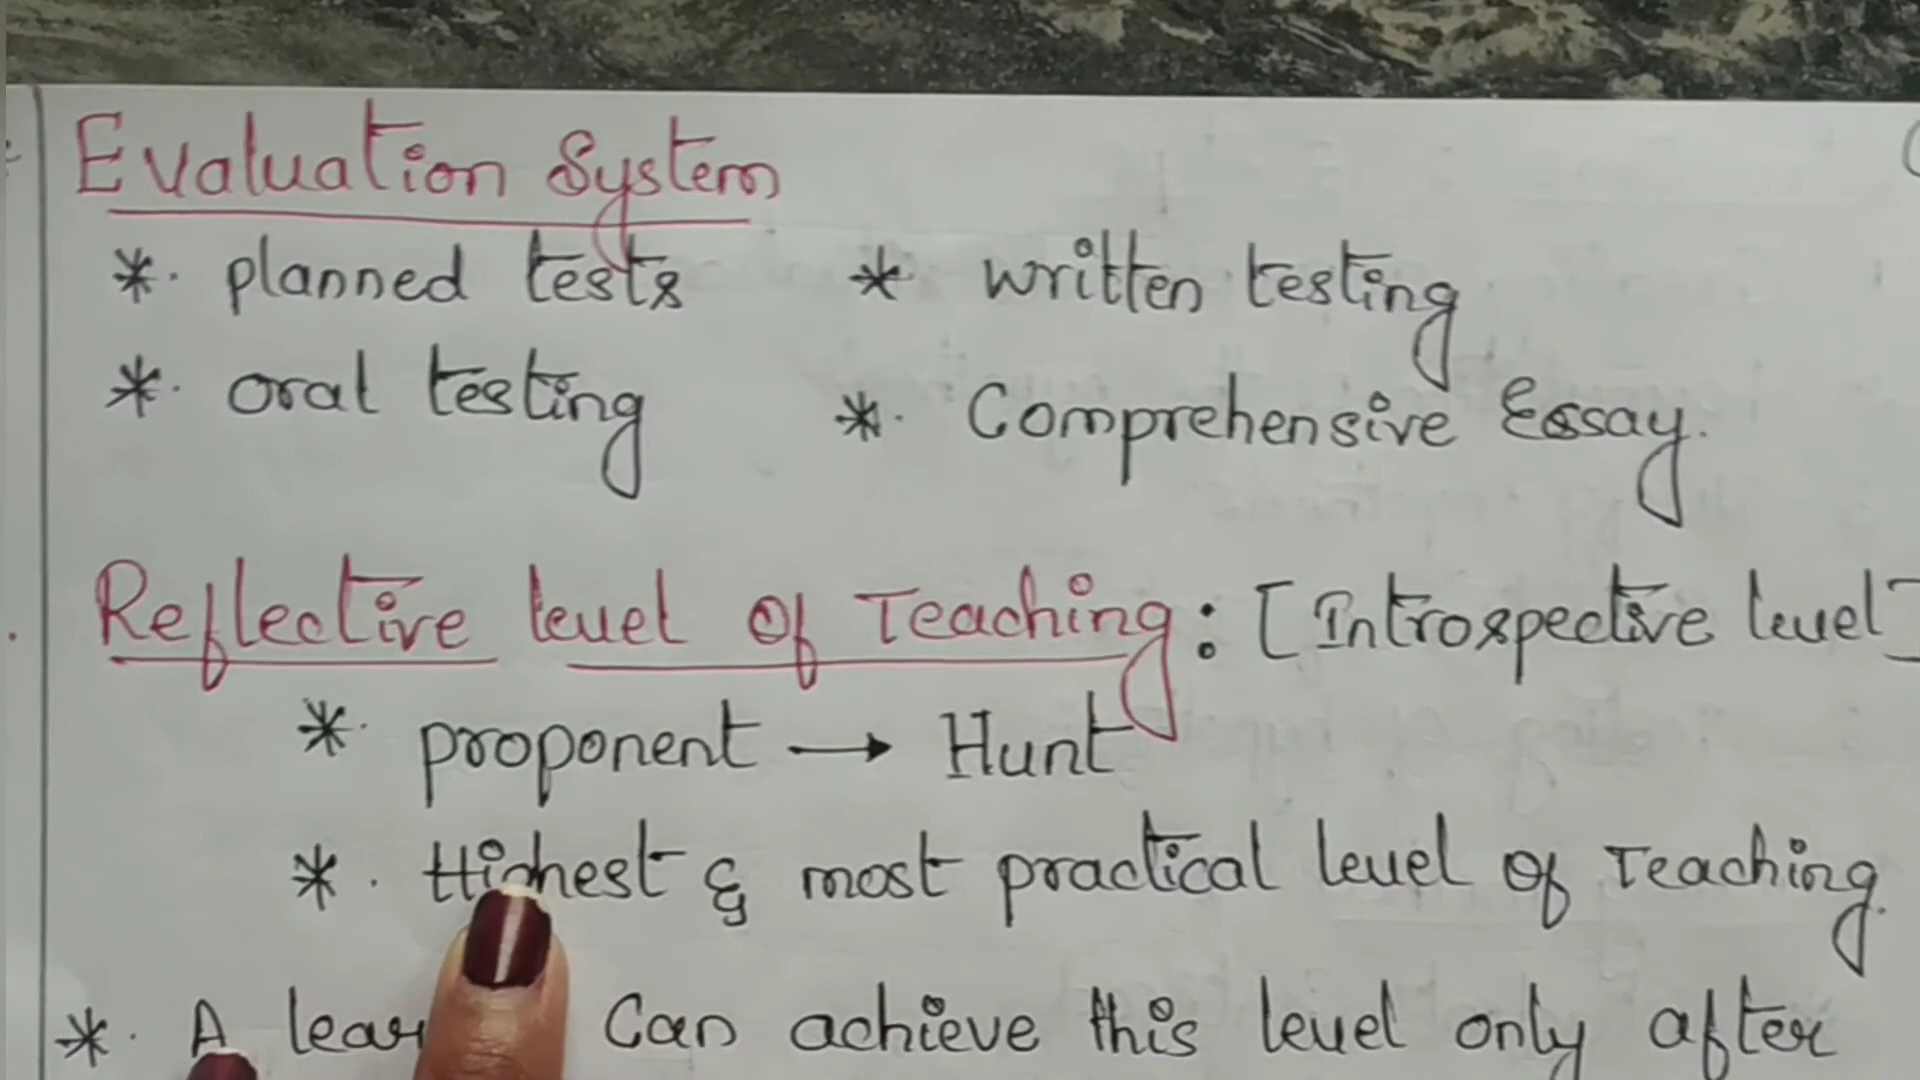 Evaluation System
* . planned tests * written testing
* . oral testing * . Comprehensive Essay.
Reflective level of Teaching : [Introspective level]
* . proponent → Hunt
* . Highest & most practical level of Teaching.
* . A Can achieve this level only after